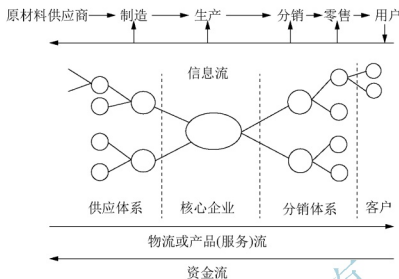 原材料供应商 制造 生产 分销 零售 用户
信息流
供应体系 核心企业 分销体系 客户
物流或产品(服务)流
资金流